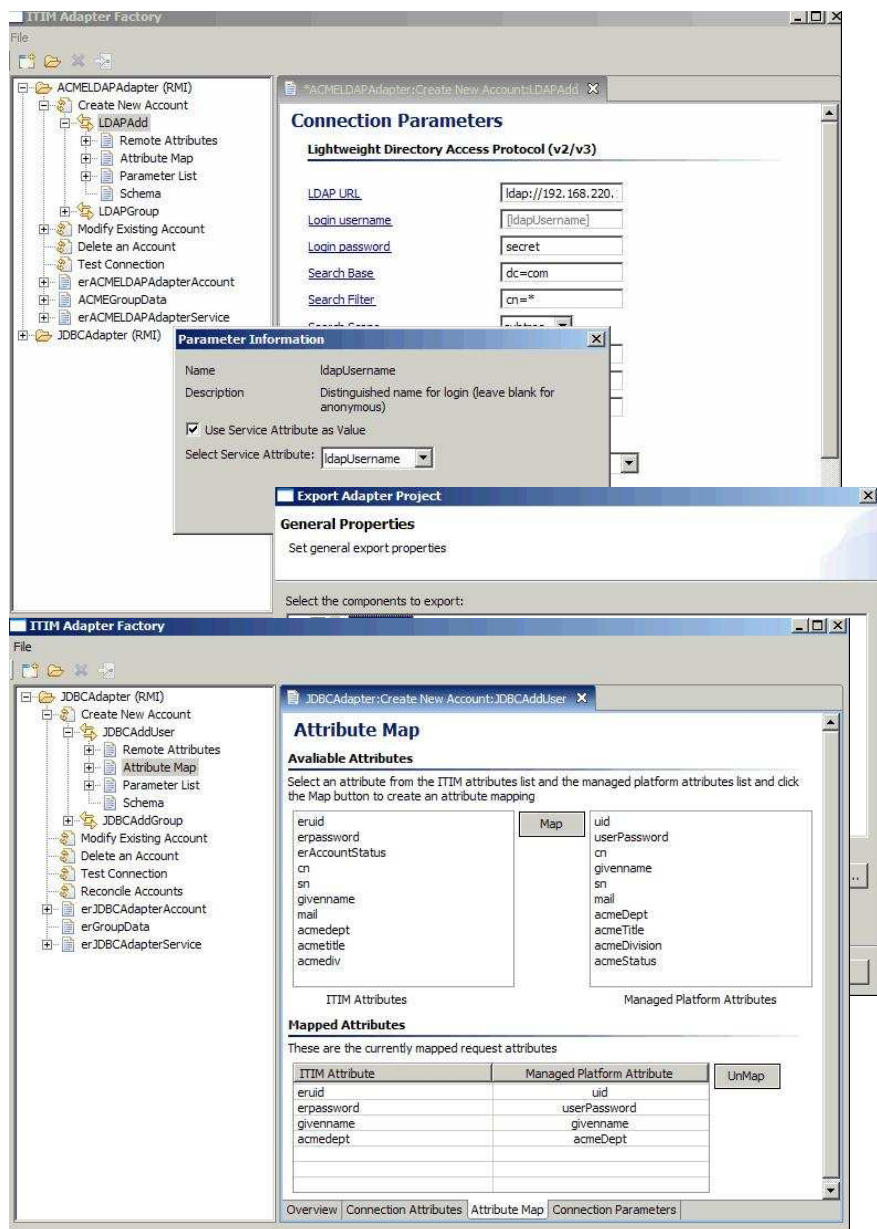 ITIM Adapter Factory
File
ACMELDAPAdapter (RMI)
Create New Account
LDAPAdd
Remote Attributes
Attribute Map
Parameter List
Schema
LDAPGroup
Modify Existing Account
Delete an Account
Test Connection
erACMELDAPAdapterAccount
ACMEGroupData
erACMELDAPAdapterService
JDBCAdapter (RMI)
*ACMELDAPAdapter:Create New Account:LDAPAdd
Connection Parameters
Lightweight Directory Access Protocol (v2/v3)
LDAP URL ldap://192.168.220.
Login username [ldapUsername]
Login password secret
Search Base dc=com
Search Filter cn=*
Search Scope subtree
Parameter Information
Name ldapUsername
Description Distinguished name for login (leave blank for
anonymous)
Use Service Attribute as Value
Select Service Attribute: ldapUsername
Export Adapter Project
General Properties
Set general export properties
Select the components to export:
ITIM Adapter Factory
File
JDBCAdapter (RMI)
Create New Account
JDBCAddUser
Remote Attributes
Attribute Map
Parameter List
Schema
JDBCAddGroup
Modify Existing Account
Delete an Account
Test Connection
Reconcile Accounts
erJDBCAdapterAccount
erGroupData
erJDBCAdapterService
JDBCAdapter:Create New Account:JDBCAddUser
Attribute Map
Avaliable Attributes
Select an attribute from the ITIM attributes list and the managed platform attributes list and click
the Map button to create an attribute mapping
eruid
erpassword
erAccountStatus
cn
sn
givenname
mail
acmedept
acmetitle
acmediv
Map
uid
userPassword
cn
givenname
sn
mail
acmeDept
acmeTitle
acmeDivision
acmeStatus
ITIM Attributes
Managed Platform Attributes
Mapped Attributes
These are the currently mapped request attributes
ITIM Attribute Managed Platform Attribute
eruid uid
erpassword userPassword
givenname givenname
acmedept acmeDept
UnMap
Overview Connection Attributes Attribute Map Connection Parameters
..